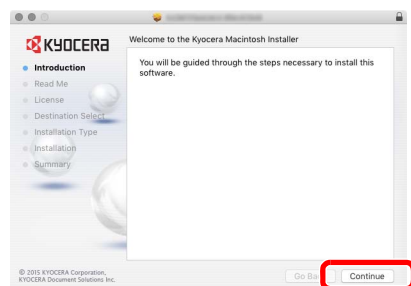 KYOCERA
Welcome to the Kyocera Macintosh Installer
You will be guided through the steps necessary to install this
software.
Introduction
Read Me
License
Destination Select
Installation Type
Installation
Summary
© 2015 KYOCERA Corporation,
KYOCERA Document Solutions Inc.
Go Ba
Continue